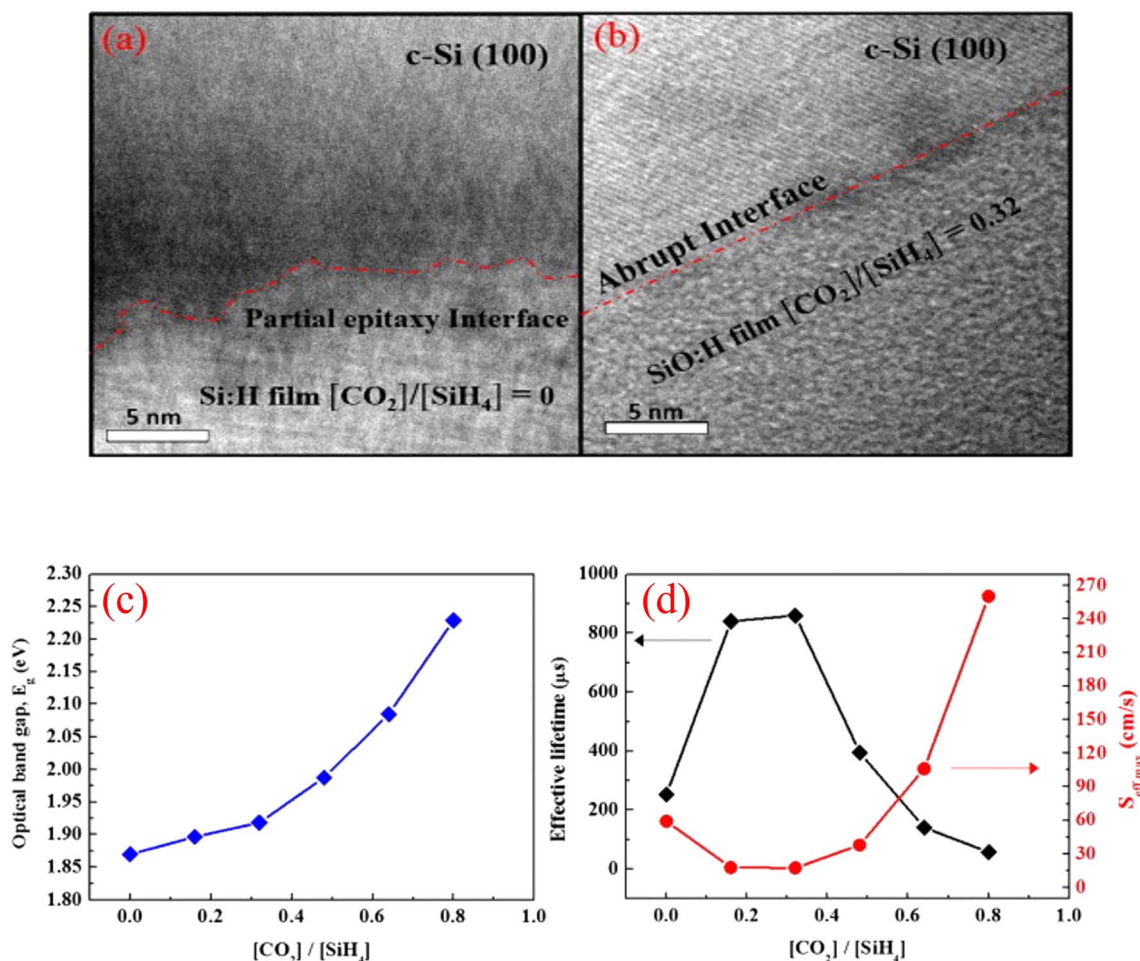 (a)
c-Si (100)
Partial epitaxy Interface
Si:H film [CO₂]/[SiH₄] = 0
5 nm
(b)
c-Si (100)
Abrupt Interface
SiO:H film [CO₂]/[SiH₄] = 0.32
5 nm
(c)
Optical band gap, E_g (eV)
2.30
2.25
2.20
2.15
2.10
2.05
2.00
1.95
1.90
1.85
1.80
0.0 0.2 0.4 0.6 0.8 1.0
[CO₂] / [SiH₄]
(d)
Effective lifetime (μs)
1000
800
600
400
200
0
270
240
210
180
150
120
90
60
30
0
S_eff,max (cm/s)
0.0 0.2 0.4 0.6 0.8 1.0
[CO₂] / [SiH₄]